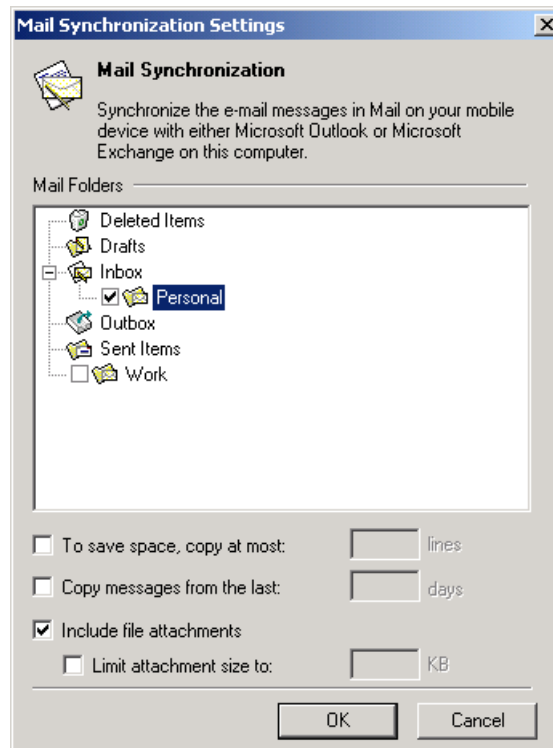 Mail Synchronization Settings
Mail Synchronization
Synchronize the e-mail messages in Mail on your mobile
device with either Microsoft Outlook or Microsoft
Exchange on this computer.
Mail Folders
Deleted Items
Drafts
Inbox
Personal
Outbox
Sent Items
Work
To save space, copy at most: lines
Copy messages from the last: days
Include file attachments
Limit attachment size to: KB
OK Cancel